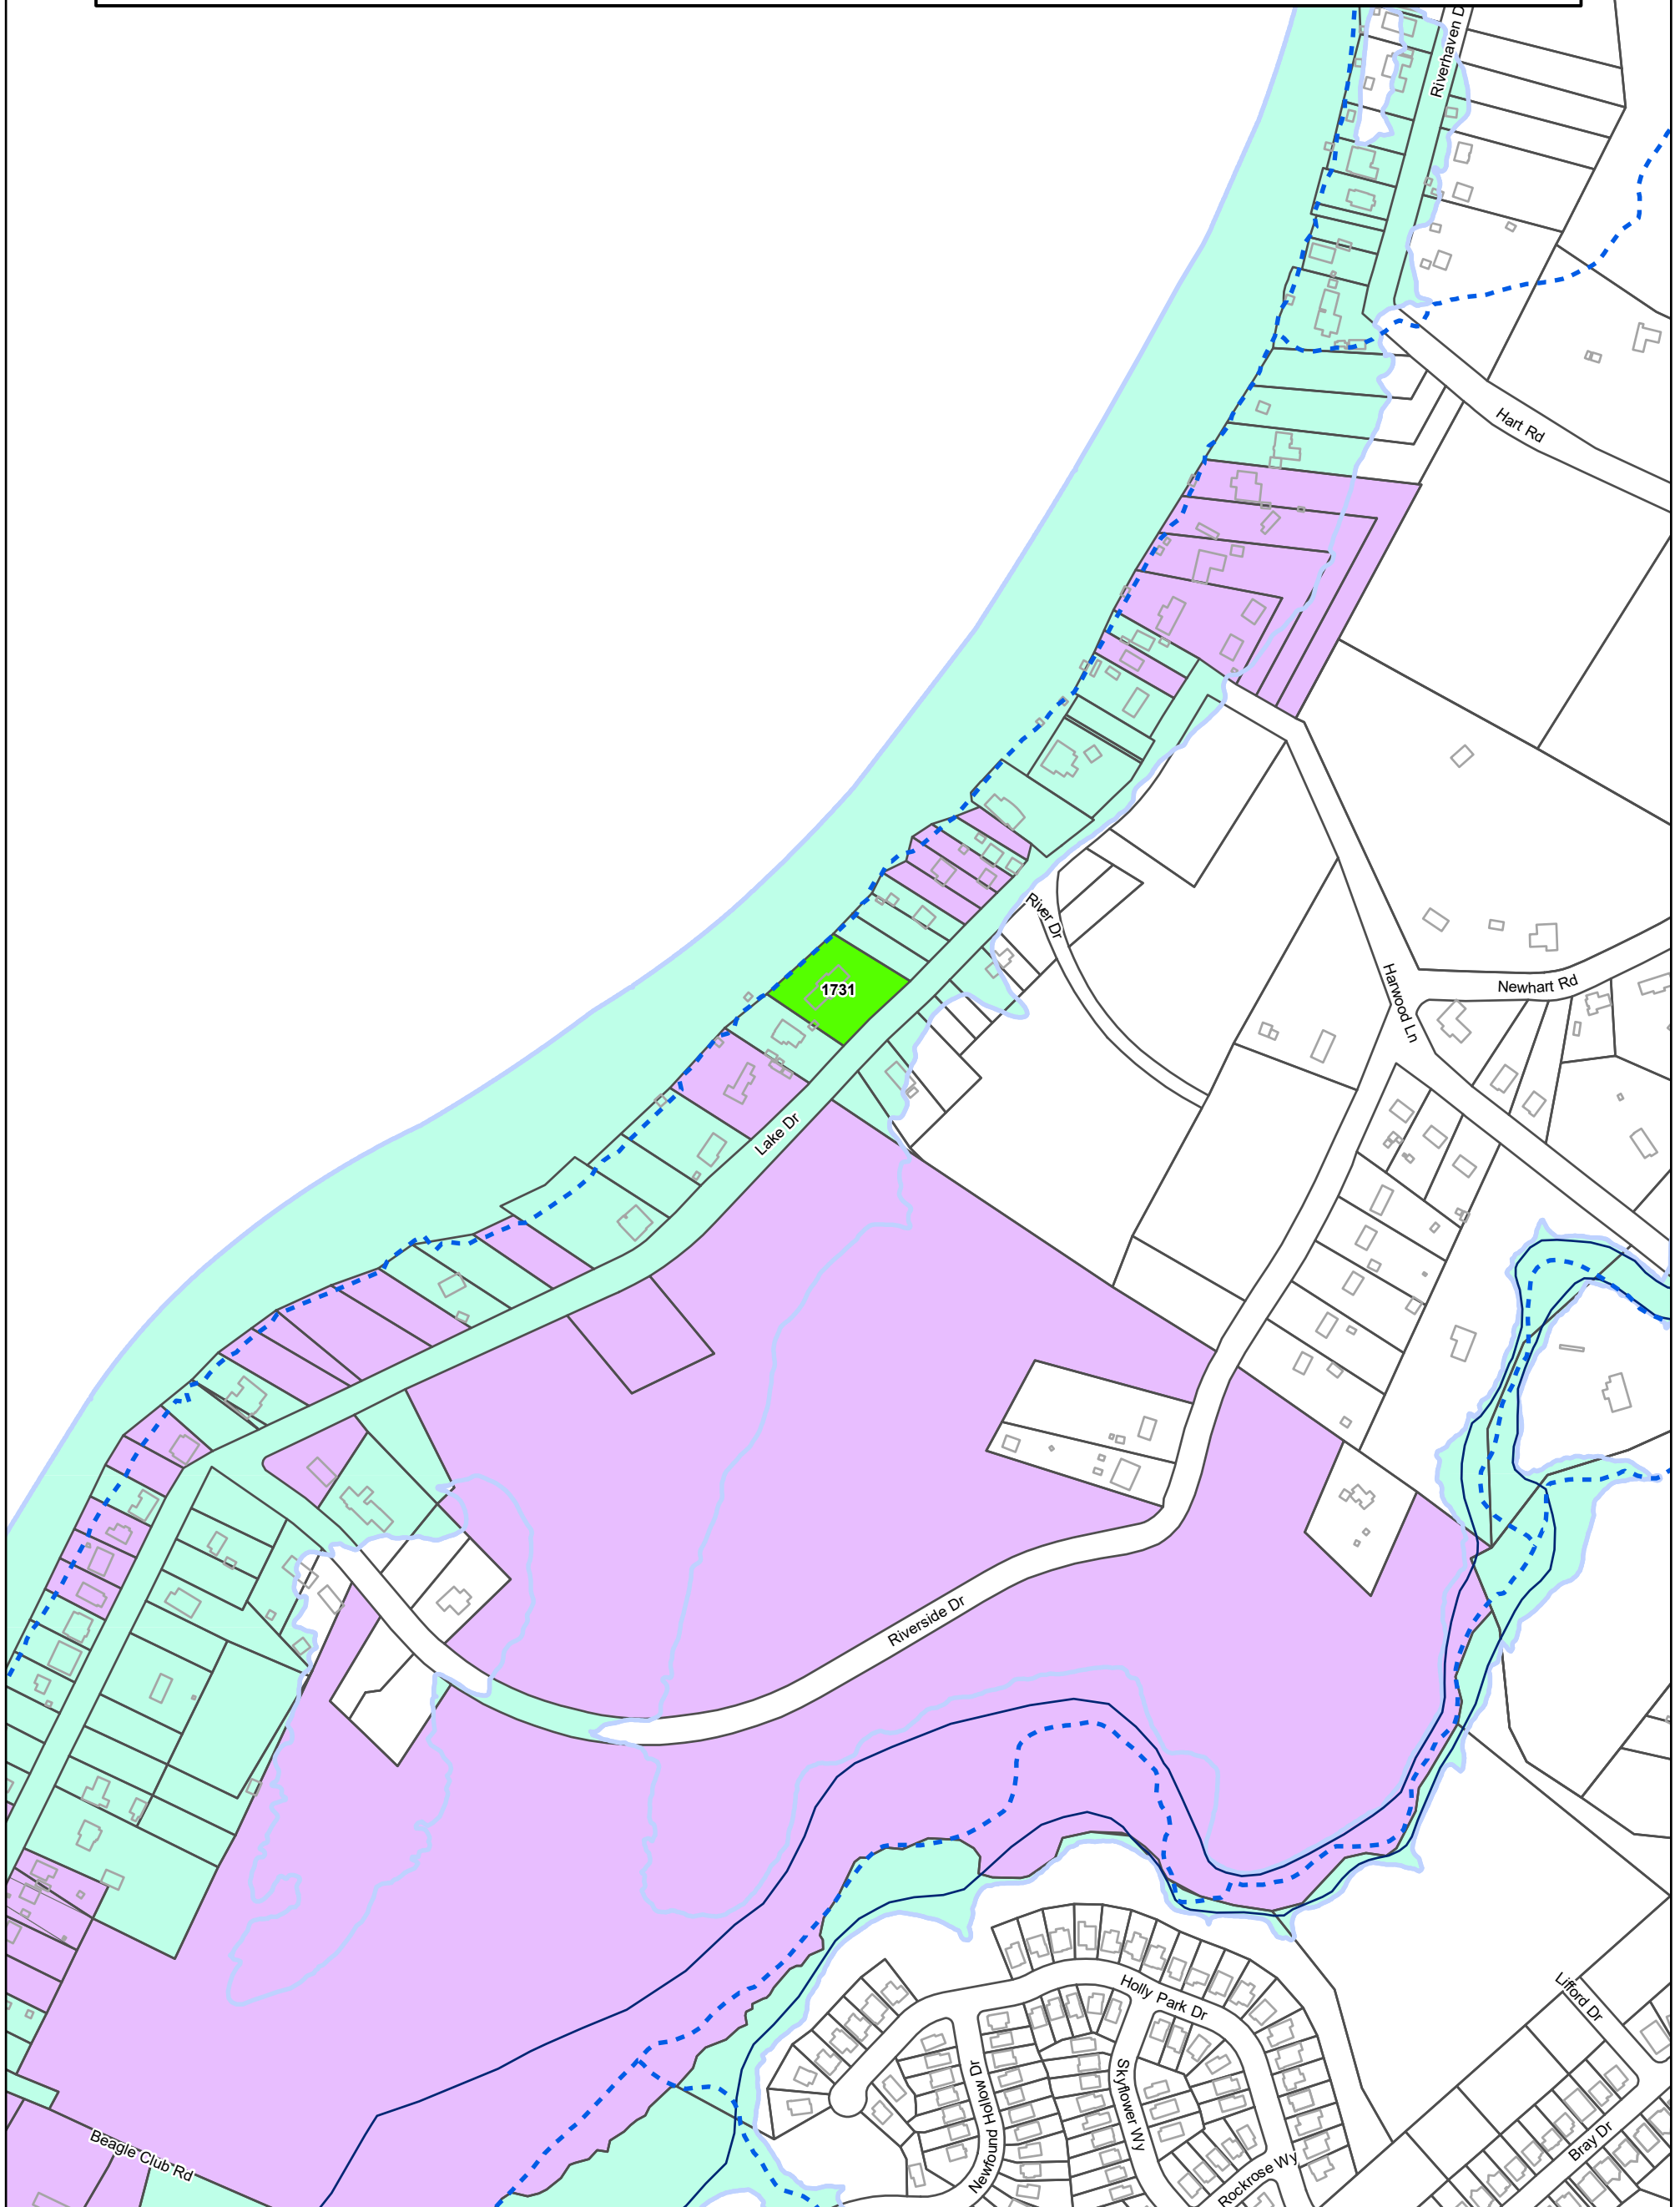 Riverhaven D
Hart Rd
River Dr
Harwood Ln
Newhart Rd
1731
Lake Dr
Riverside Dr
Holly Park Dr
Lifford Dr
Newfound Hollow Dr
Skyflower Wy
Bray Dr
Beagle Club Rd
Rockrose Wy